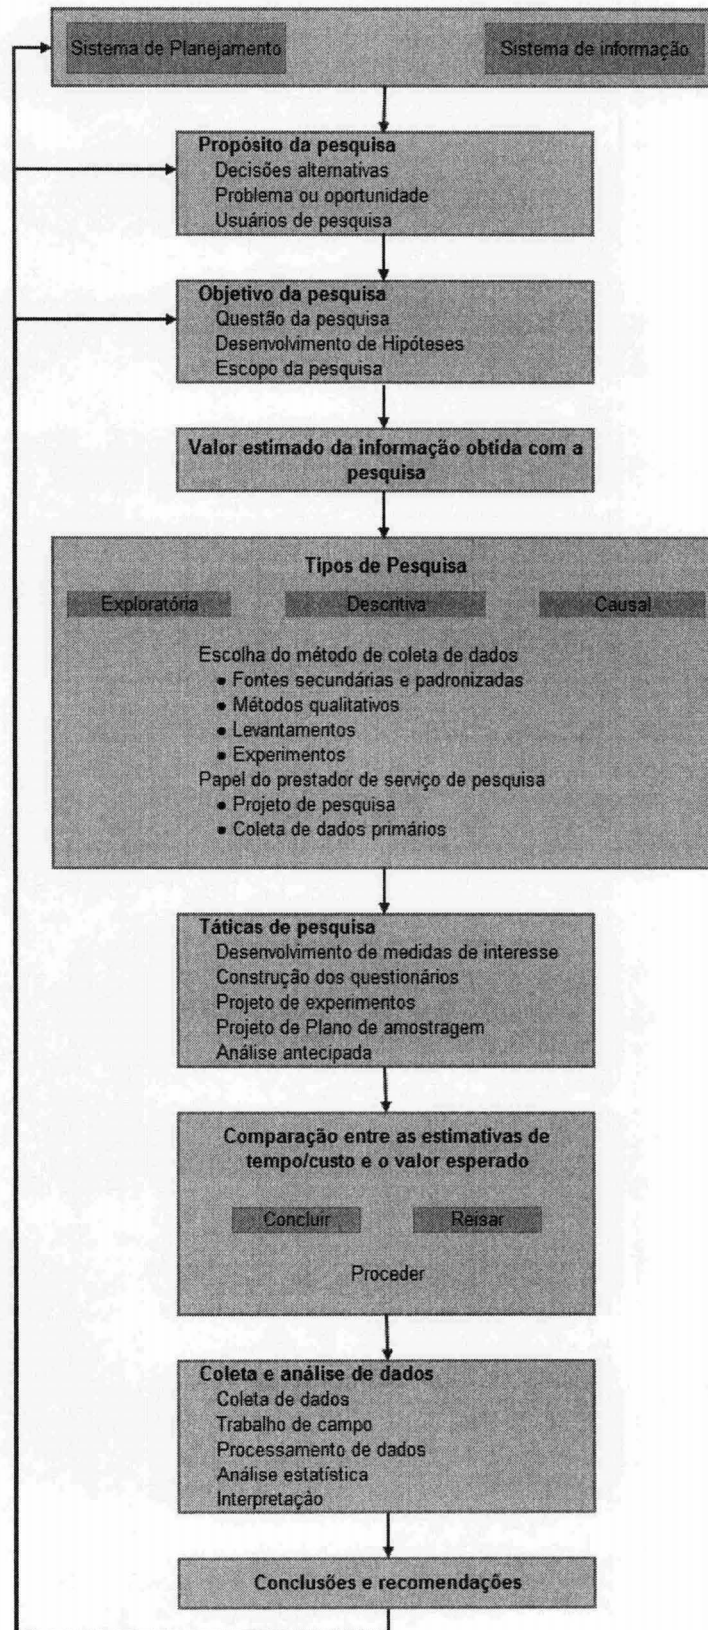 Sistema de Planejamento
Sistema de informação
Propósito da pesquisa
Decisões alternativas
Problema ou oportunidade
Usuários de pesquisa
Objetivo da pesquisa
Questão da pesquisa
Desenvolvimento de Hipóteses
Escopo da pesquisa
Valor estimado da informação obtida com a
pesquisa
Tipos de Pesquisa
Exploratória
Descritiva
Causal
Escolha do método de coleta de dados
• Fontes secundárias e padronizadas
• Métodos qualitativos
• Levantamentos
• Experimentos
Papel do prestador de serviço de pesquisa
• Projeto de pesquisa
• Coleta de dados primários
Táticas de pesquisa
Desenvolvimento de medidas de interesse
Construção dos questionários
Projeto de experimentos
Projeto de Plano de amostragem
Análise antecipada
Comparação entre as estimativas de
tempo/custo e o valor esperado
Concluir
Reisar
Proceder
Coleta e análise de dados
Coleta de dados
Trabalho de campo
Processamento de dados
Análise estatística
Interpretação
Conclusões e recomendações